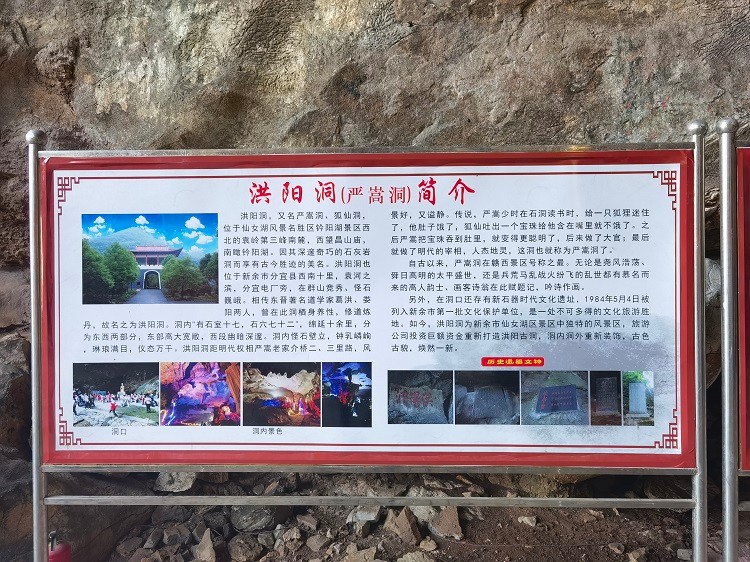 洪阳洞(严嵩洞)简介
洪阳洞，又名严嵩洞、狐仙洞，
位于仙女湖风景名胜区钤阳湖景区西
北的袁岭第三峰南麓，西望昌山庙，
南瞰钤阳湖。因其深邃奇巧的石灰岩
洞而享有古今胜迹的美名。洪阳洞也
位于新余市分宜县西南十里，袁河之
滨，分宜电厂旁，在群山竞秀、怪石
巍峨。相传东晋著名道学家葛洪、娄
阳两人，曾在此洞栖身养性，修道炼
丹，故名之为洪阳洞。洞内"有石室十七，石穴七十二"，绵延十余里，分
为东西两部分，东部高大宽敞，西段幽暗深邃。洞内怪石壁立，钟乳嶙峋
，琳琅满目，仪态万千。洪阳洞距明代权相严嵩老家介桥二、三里路，风
洞口
洞内景色
景好，又谧静。传说，严嵩少时在石洞读书时，给一只狐狸迷住
了，他肚子饿了，狐仙吐出一个宝珠给他含在嘴里就不饿了。之
后严嵩把宝珠吞到肚里，就变得更聪明了，后来做了大官；最后
就做了明代的宰相，人杰地灵，这洞也就称为严嵩洞了。
自古以来，严嵩洞在赣西景区号称之最。无论是尧风浩荡、
舜日高明的太平盛世，还是兵荒马乱战火纷飞的乱世都有慕名而
来的高人韵士，画客诗翁在此赋题记，吟诗作画。
另外，在洞口还存有新石器时代文化遗址，1984年5月4日被
列入新余市第一批文化保护单位，是一处不可多得的文化旅游胜
地。如今，洪阳洞为新余市仙女湖区景区中独特的风景区，旅游
公司投资巨额资金重新打造洪阳古洞，洞内洞外重新装饰，古色
古貌，焕然一新。
历史遗墨立碑